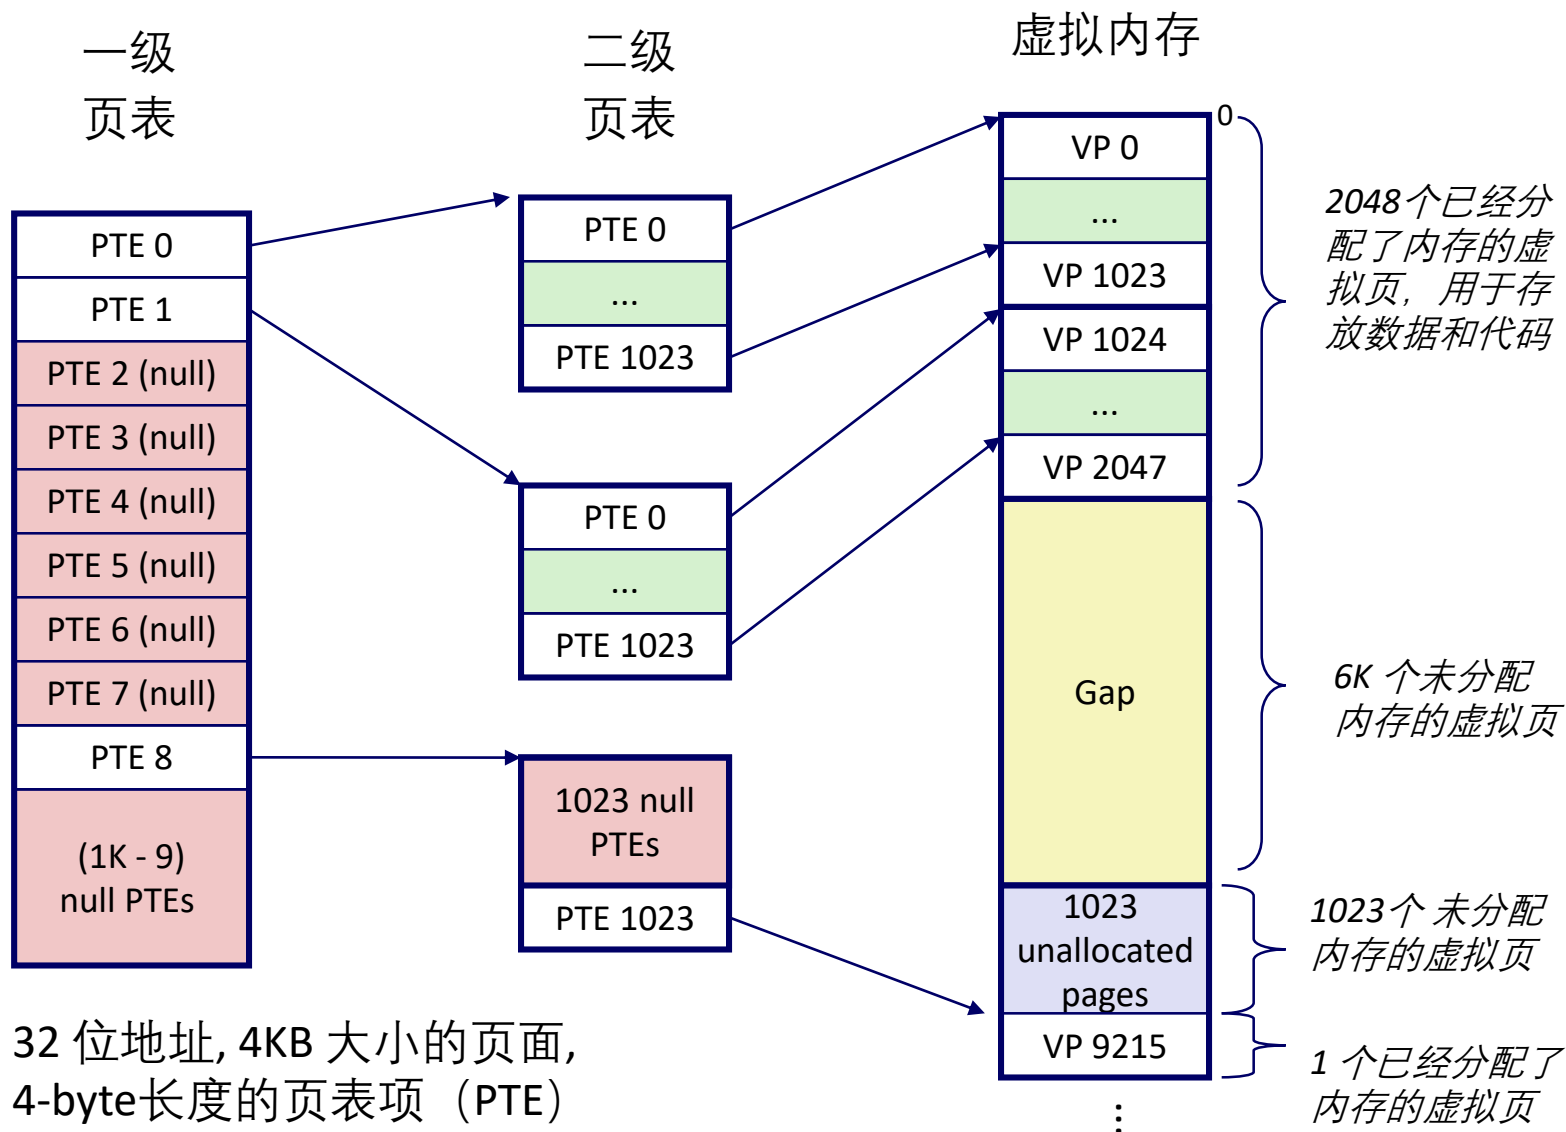 一级
页表
二级
页表
虚拟内存
PTE 0
PTE 1
PTE 2 (null)
PTE 3 (null)
PTE 4 (null)
PTE 5 (null)
PTE 6 (null)
PTE 7 (null)
PTE 8
(1K - 9)
null PTEs
PTE 0
...
PTE 1023
PTE 0
...
PTE 1023
1023 null
PTEs
PTE 1023
0
VP 0
...
VP 1023
VP 1024
...
VP 2047
Gap
1023
unallocated
pages
VP 9215
...
2048个已经分
配了内存的虚
拟页，用于存
放数据和代码
6K 个未分配
内存的虚拟页
1023个 未分配
内存的虚拟页
1 个已经分配了
内存的虚拟页
32 位地址, 4KB 大小的页面,
4-byte长度的页表项（PTE）